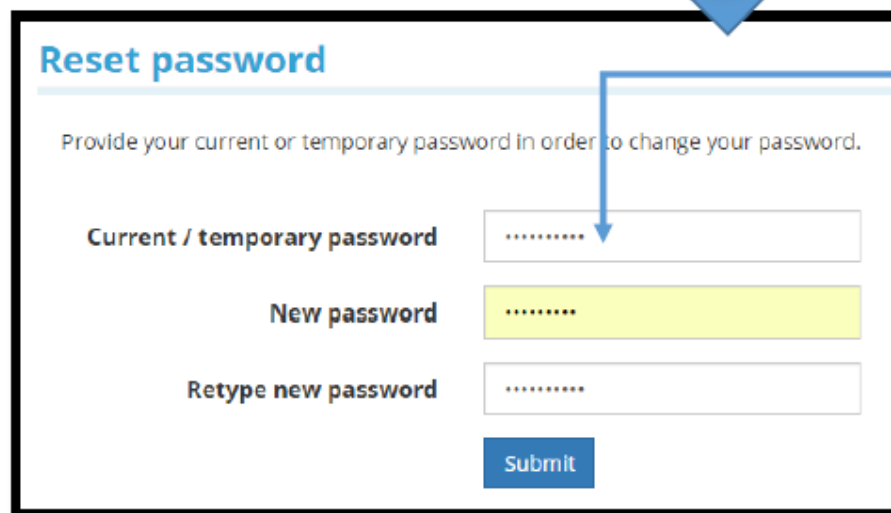 Reset password
Provide your current or temporary password in order to change your password.
Current / temporary password ••••••••••
New password •••••••••
Retype new password ••••••••••
Submit